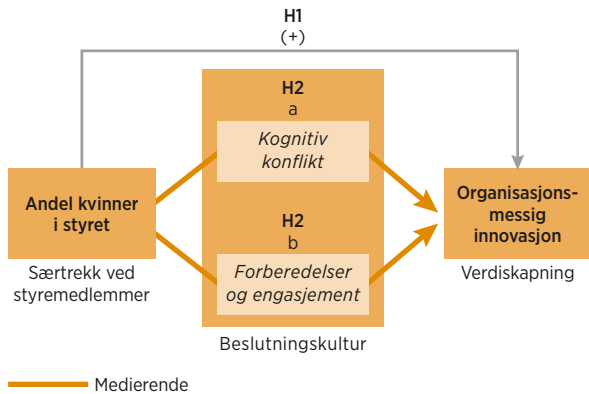 H1
(+)
H2
a
Kognitiv
konflikt
Andel kvinner
i styret
Særtrekk ved
styremedlemmer
H2
b
Forberedelser
og engasjement
Beslutningskultur
Organisasjons-
messig
innovasjon
Verdiskapning
Medierende